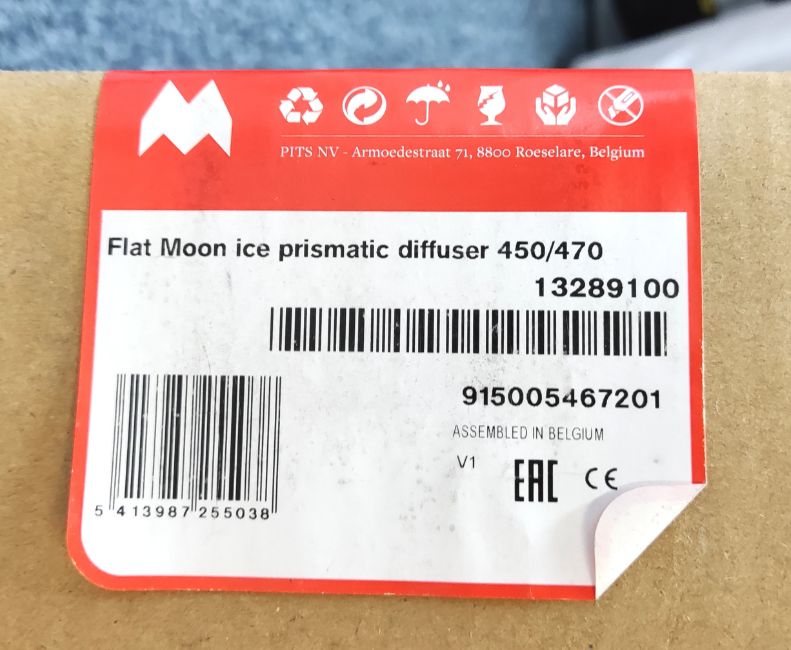 PITS NV - Armoedestraat 71, 8800 Roeselare, Belgium
Flat Moon ice prismatic diffuser 450/470
13289100
915005467201
ASSEMBLED IN BELGIUM
V1 EAC CE
5 413987 255038